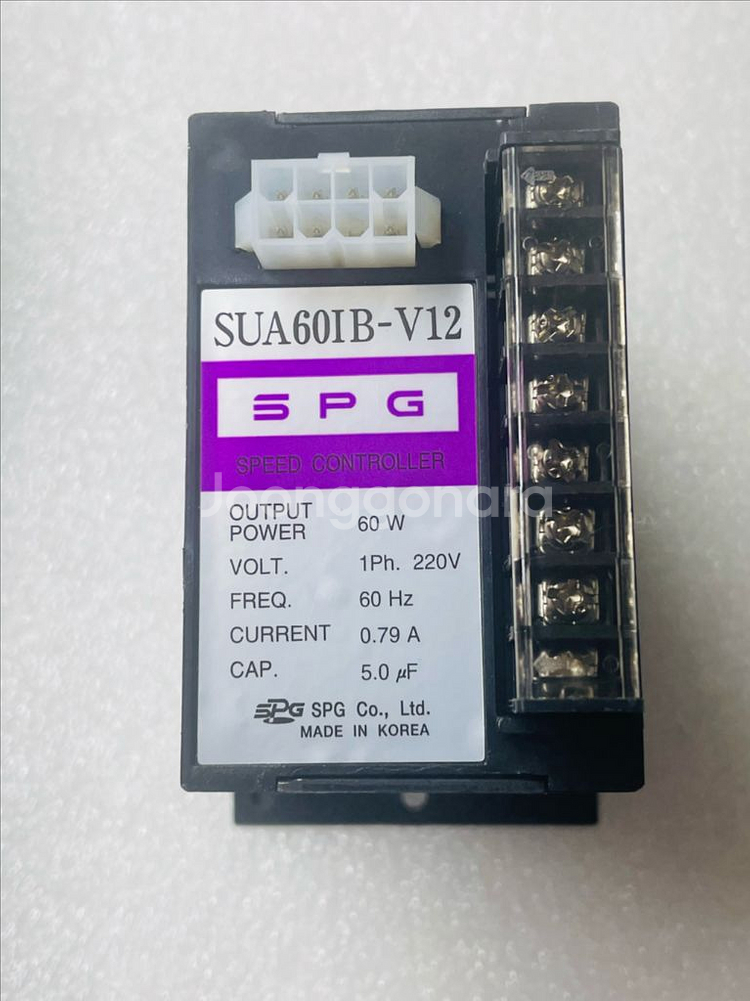 SUA60IB-V12
SPG
SPEED CONTROLLER
Joonggonara
OUTPUT POWER 60 W
VOLT. 1Ph. 220V
FREQ. 60 Hz
CURRENT 0.79 A
CAP. 5.0 μF
SPG SPG Co., Ltd.
MADE IN KOREA